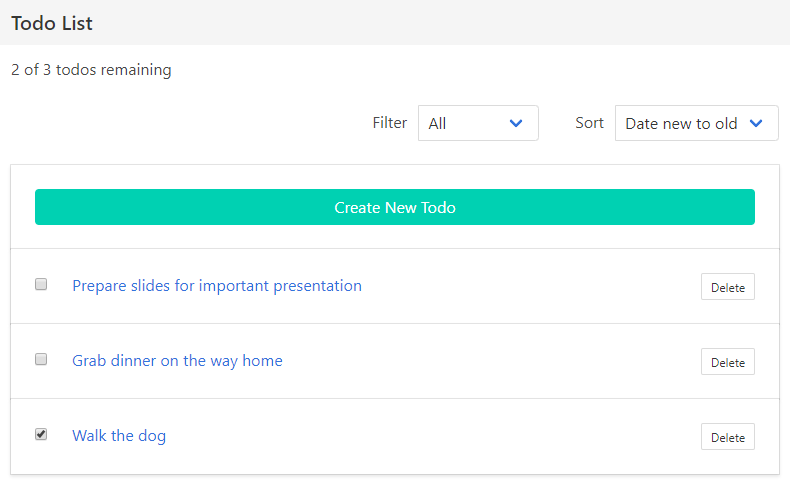 Todo List
2 of 3 todos remaining
Filter All Sort Date new to old
Create New Todo
Prepare slides for important presentation Delete
Grab dinner on the way home Delete
Walk the dog Delete